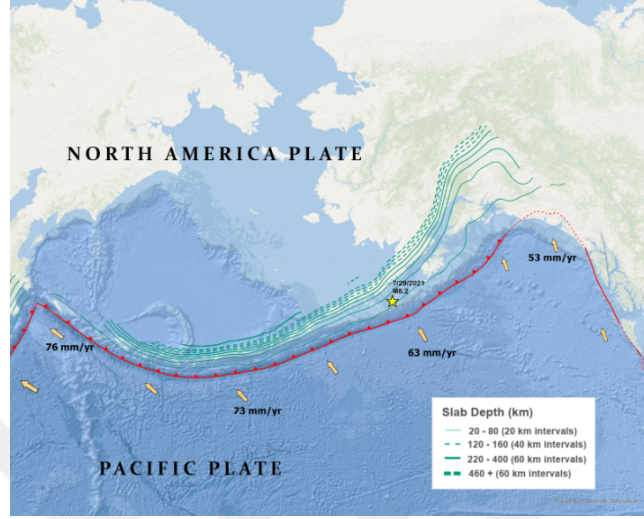 NORTH AMERICA PLATE
7/29/2021
M8.2
53 mm/yr
76 mm/yr
63 mm/yr
73 mm/yr
Slab Depth (km)
20 - 80 (20 km intervals)
120 - 160 (40 km intervals)
220 - 400 (60 km intervals)
460 + (60 km intervals)
PACIFIC PLATE